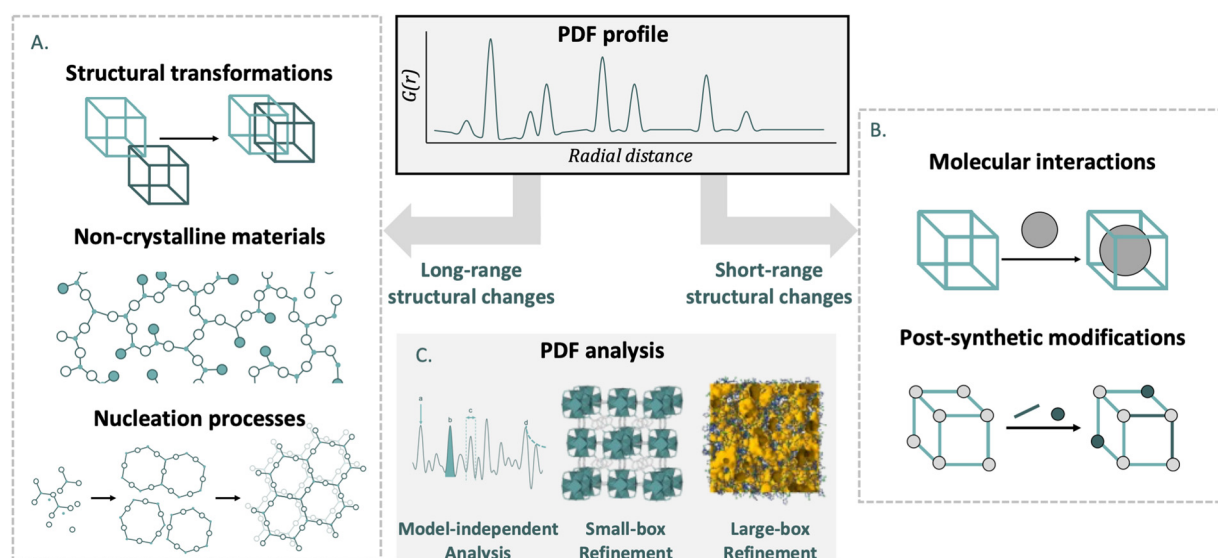 A.
Structural transformations
Non-crystalline materials
Nucleation processes
PDF profile
G(r)
Radial distance
Long-range
structural changes
Short-range
structural changes
B.
Molecular interactions
Post-synthetic modifications
C.
PDF analysis
a
b
c
d
Model-independent
Analysis
Small-box
Refinement
Large-box
Refinement